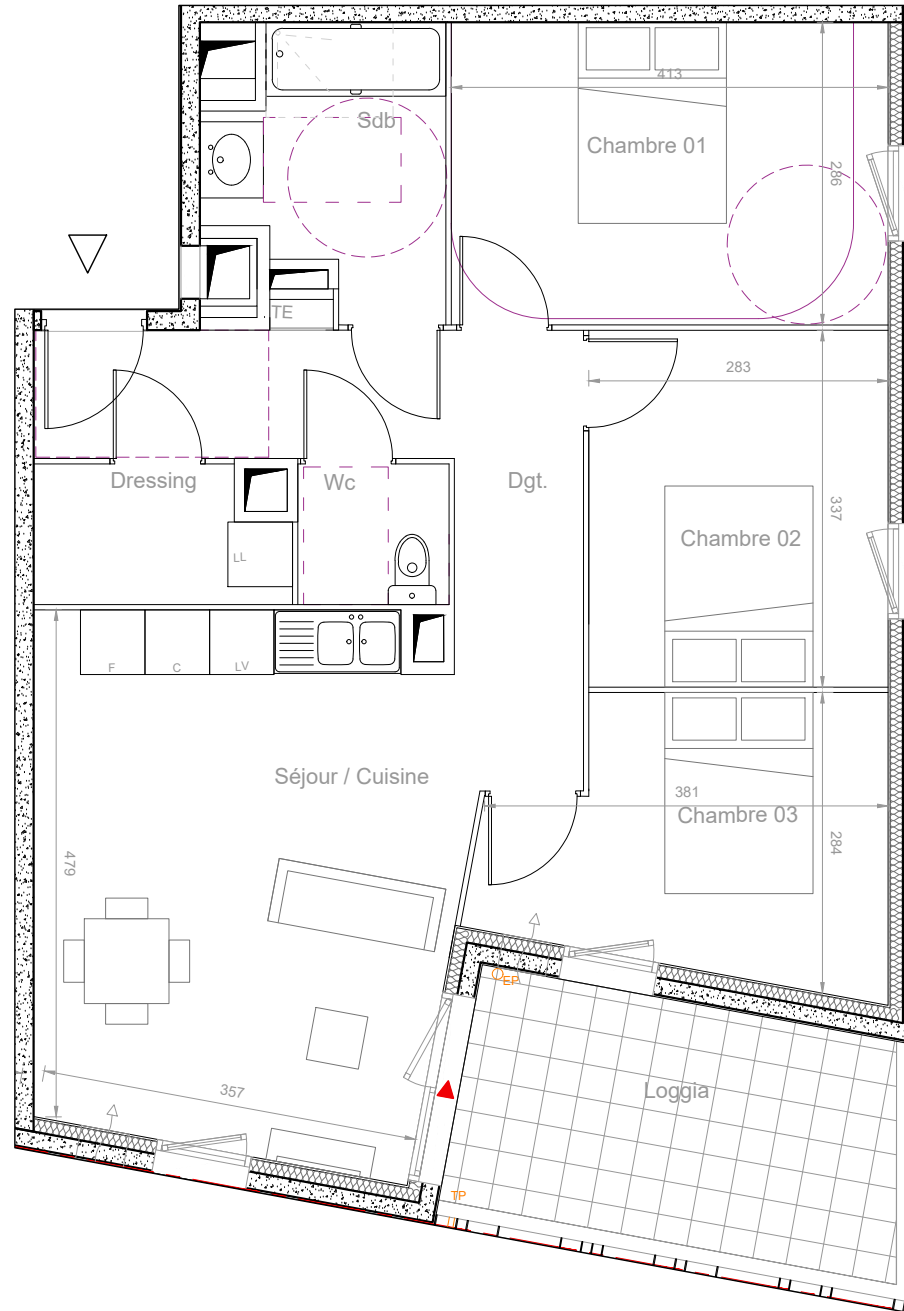 413
Sdb
Chambre 01
286
TE
283
Dressing
Wc
Dgt.
337
Chambre 02
LL
F
C
LV
Séjour / Cuisine
381
Chambre 03
479
284
EP
357
Loggia
TP